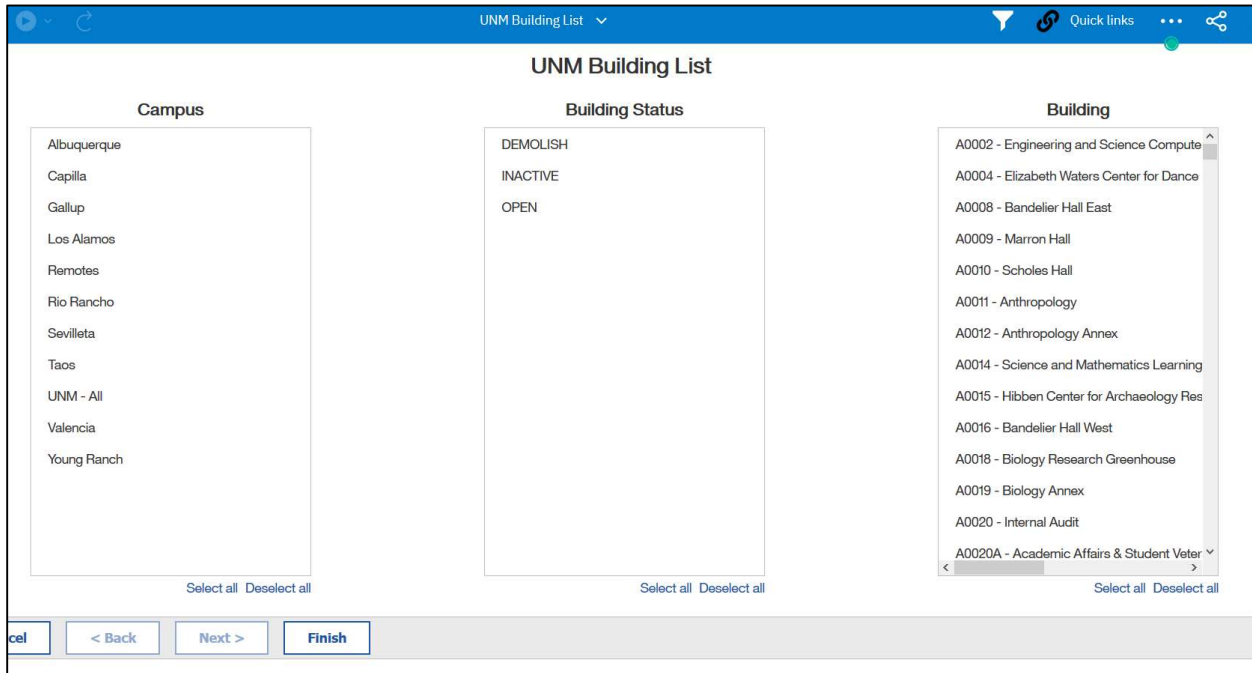 UNM Building List
Quick links
UNM Building List
Campus
Albuquerque
Capilla
Gallup
Los Alamos
Remotes
Rio Rancho
Sevilleta
Taos
UNM - All
Valencia
Young Ranch
Select all Deselect all
Building Status
DEMOLISH
INACTIVE
OPEN
Select all Deselect all
Building
A0002 - Engineering and Science Compute
A0004 - Elizabeth Waters Center for Dance
A0008 - Bandelier Hall East
A0009 - Marron Hall
A0010 - Scholes Hall
A0011 - Anthropology
A0012 - Anthropology Annex
A0014 - Science and Mathematics Learning
A0015 - Hibben Center for Archaeology Res
A0016 - Bandelier Hall West
A0018 - Biology Research Greenhouse
A0019 - Biology Annex
A0020 - Internal Audit
A0020A - Academic Affairs & Student Veter
Select all Deselect all
cel
< Back
Next >
Finish